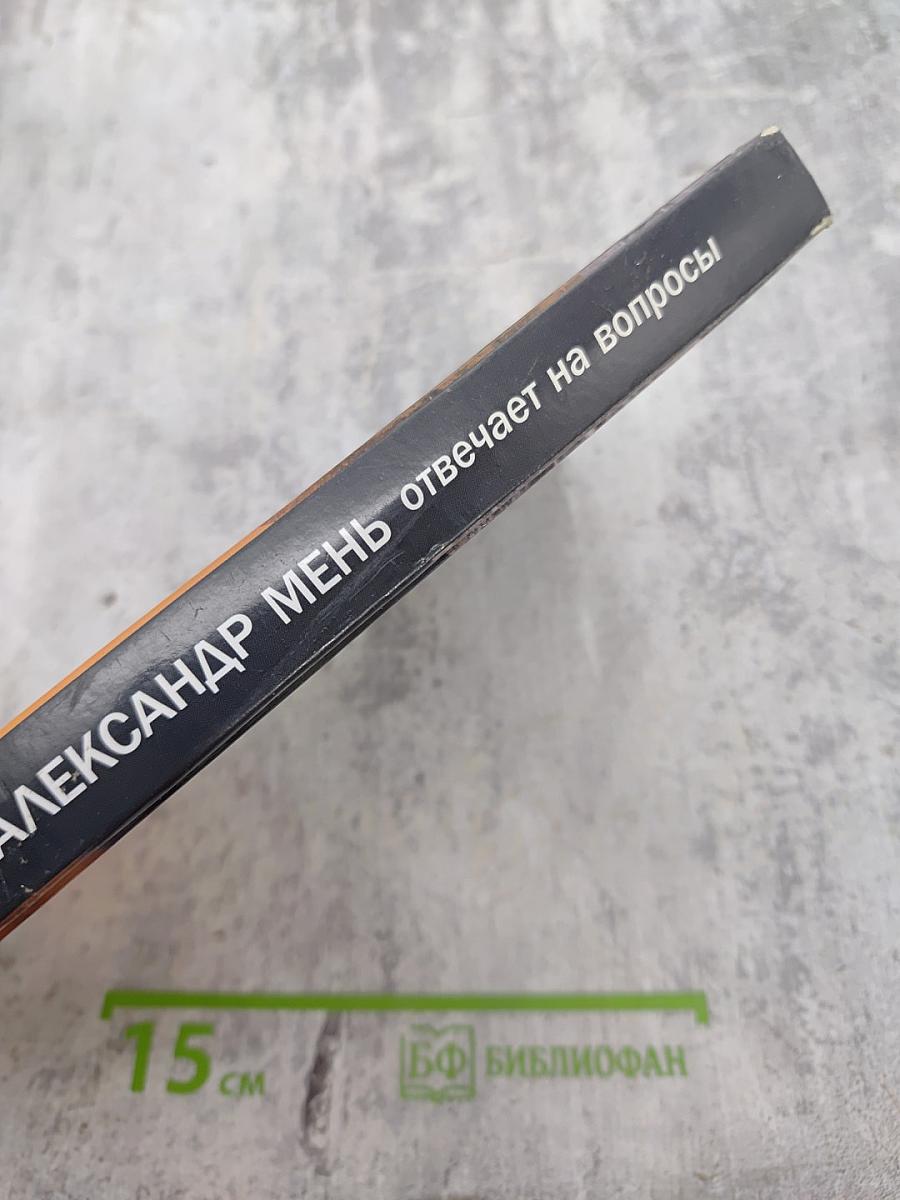 АЛЕКСАНДР МЕНЬ отвечает на вопросы
15 см
БФ БИБЛИОФАН